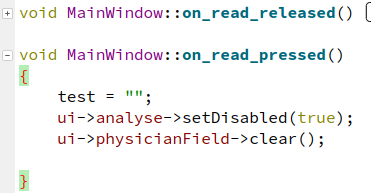 void MainWindow::on_read_released() {
void MainWindow::on_read_pressed()
{
    test = "";
    ui->analyse->setDisabled(true);
    ui->physicianField->clear();
}